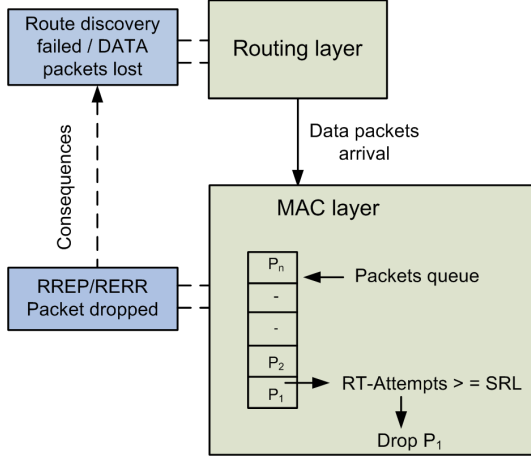 Route discovery
failed / DATA
packets lost
Routing layer
Data packets
arrival
Consequences
MAC layer
RREP/RERR
Packet dropped
Pn
Packets queue
-
-
P2
P1
RT-Attempts > = SRL
Drop P1